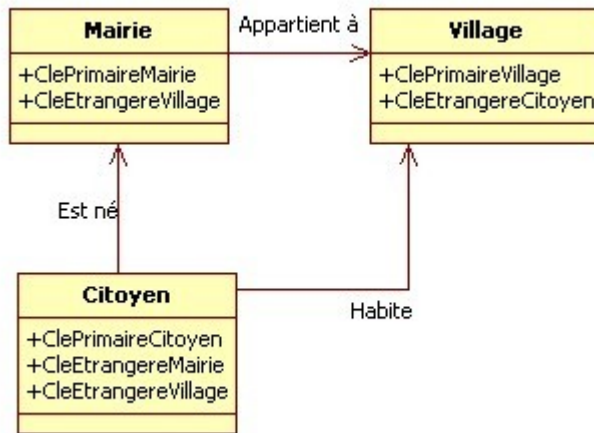 Mairie
+ClePrimaireMairie
+CleEtrangereVillage
Appartient à
Village
+ClePrimaireVillage
+CleEtrangereCitoyen
Est né
Habite
Citoyen
+ClePrimaireCitoyen
+CleEtrangereMairie
+CleEtrangereVillage